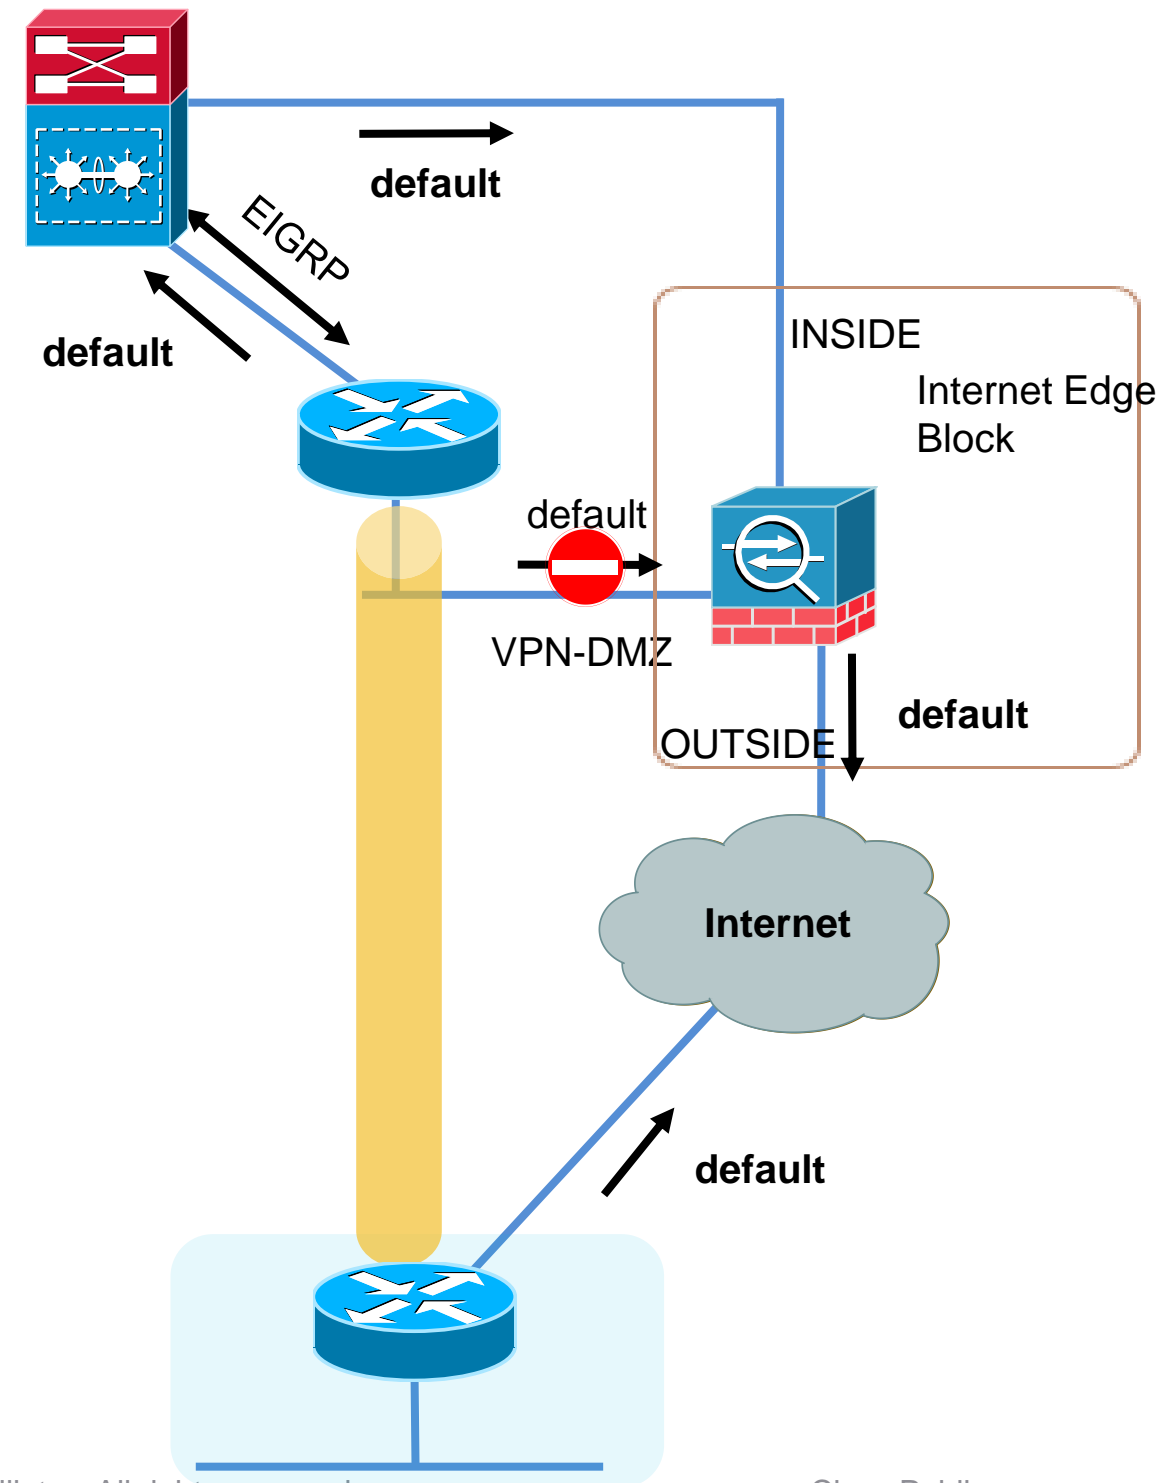 default
EIGRP
default
INSIDE
Internet Edge
Block
default
VPN-DMZ
default
OUTSIDE
Internet
default